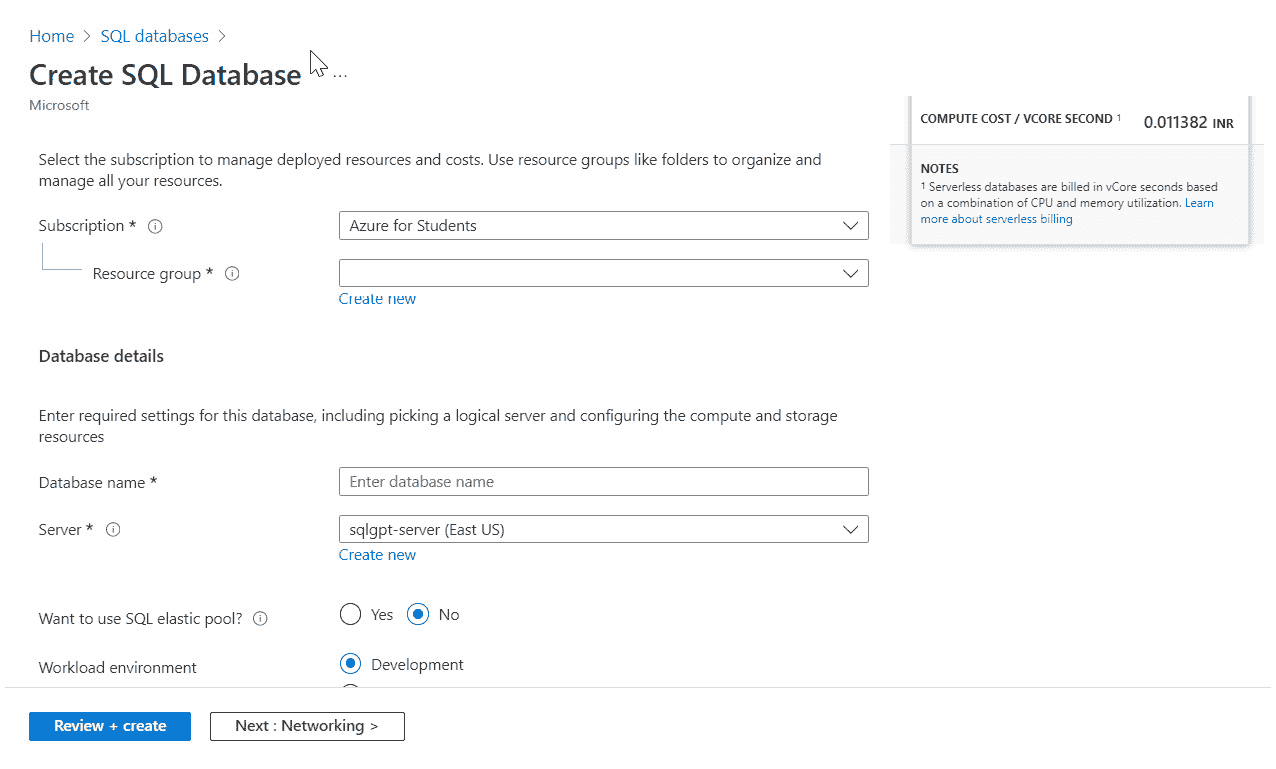 Home > SQL databases >
Create SQL Database ...
Microsoft
COMPUTE COST / VCORE SECOND ¹ 0.011382 INR
NOTES
¹ Serverless databases are billed in vCore seconds based
on a combination of CPU and memory utilization. Learn
more about serverless billing
Select the subscription to manage deployed resources and costs. Use resource groups like folders to organize and
manage all your resources.
Subscription * Azure for Students
Resource group *
Create new
Database details
Enter required settings for this database, including picking a logical server and configuring the compute and storage
resources
Database name * Enter database name
Server * sqlgpt-server (East US)
Create new
Want to use SQL elastic pool? Yes No
Workload environment Development
Review + create Next : Networking >